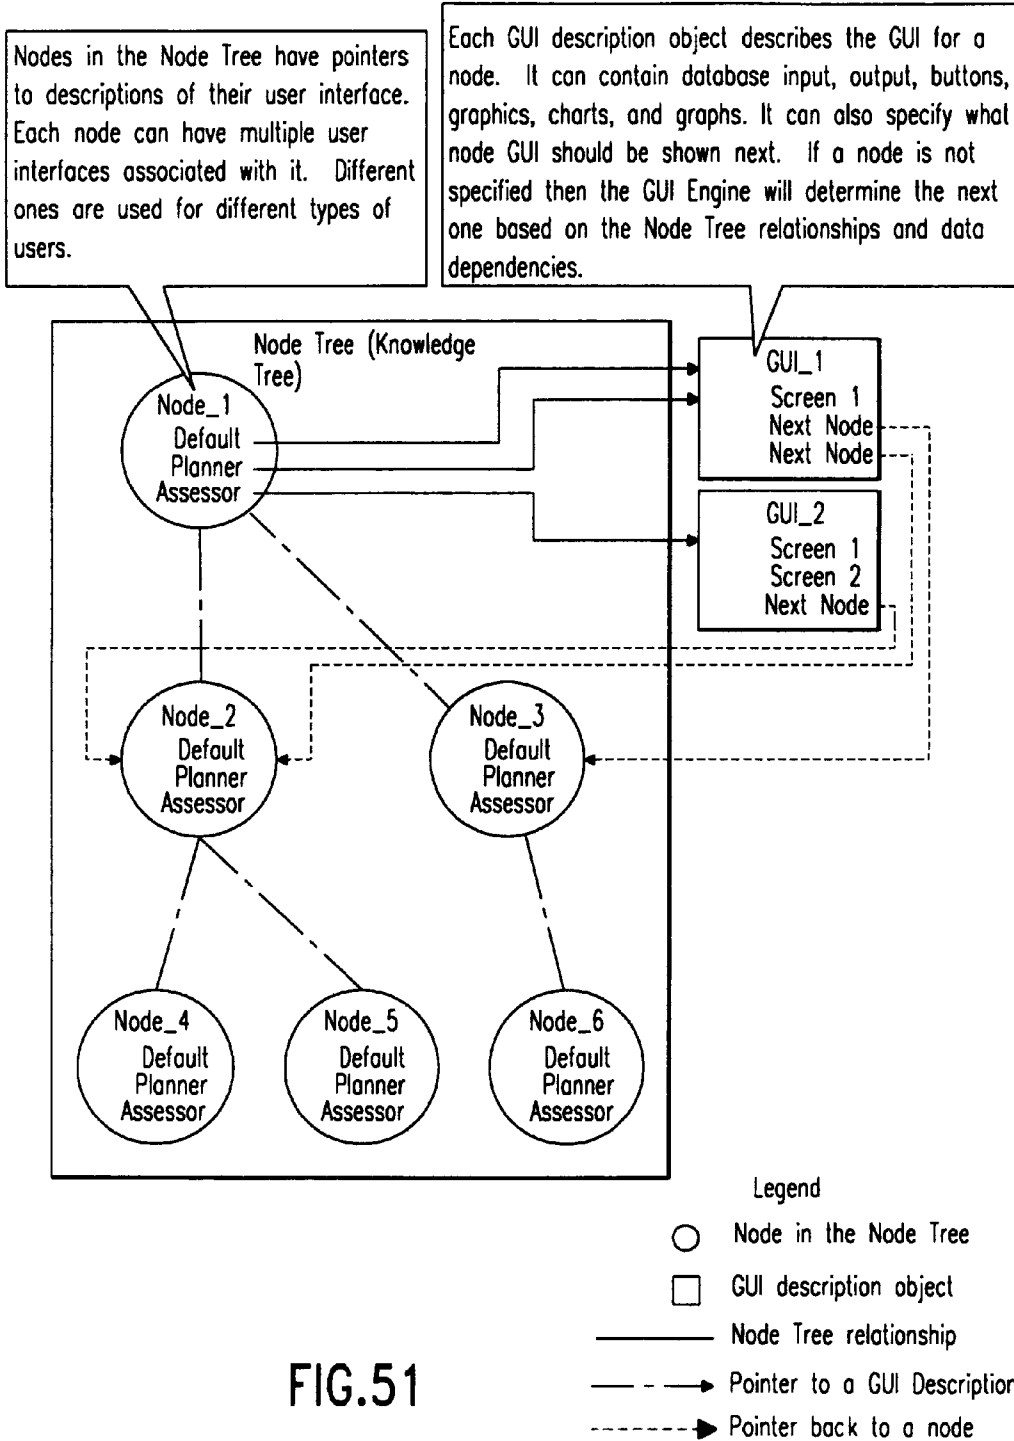 Nodes in the Node Tree have pointers
to descriptions of their user interface.
Each node can have multiple user
interfaces associated with it. Different
ones are used for different types of
users.
Each GUI description object describes the GUI for a
node. It can contain database input, output, buttons,
graphics, charts, and graphs. It can also specify what
node GUI should be shown next. If a node is not
specified then the GUI Engine will determine the next
one based on the Node Tree relationships and data
dependencies.
Node Tree (Knowledge
Tree)
Node_1
Default
Planner
Assessor
GUI_1
Screen 1
Next Node
Next Node
GUI_2
Screen 1
Screen 2
Next Node
Node_2
Default
Planner
Assessor
Node_3
Default
Planner
Assessor
Node_4
Default
Planner
Assessor
Node_5
Default
Planner
Assessor
Node_6
Default
Planner
Assessor
Legend
Node in the Node Tree
GUI description object
Node Tree relationship
Pointer to a GUI Description
Pointer back to a node
FIG.51